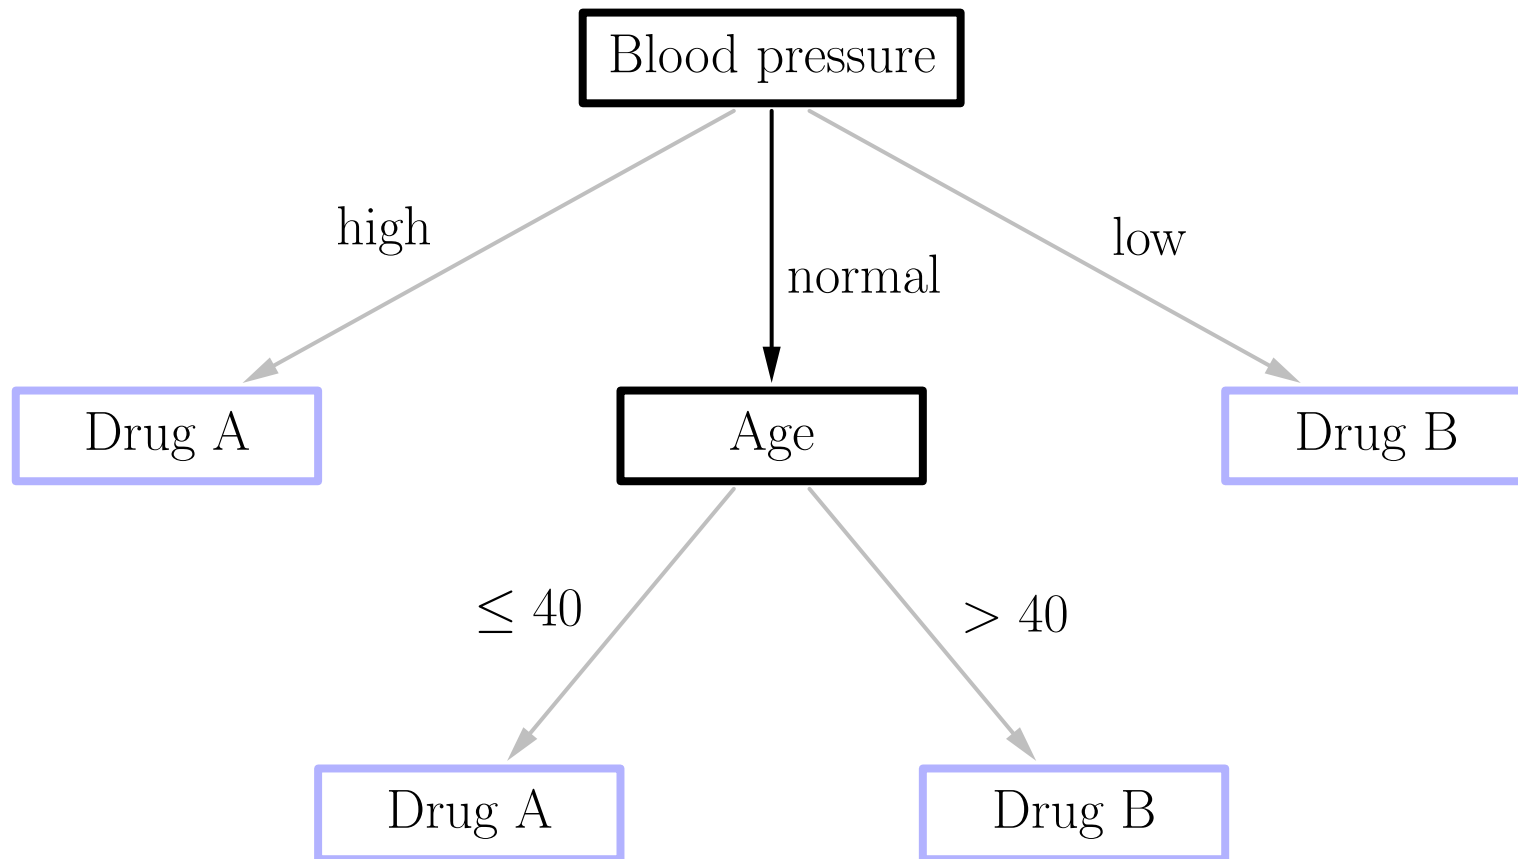 Blood pressure
high
low
normal
Drug A
Age
Drug B
≤ 40
> 40
Drug A
Drug B